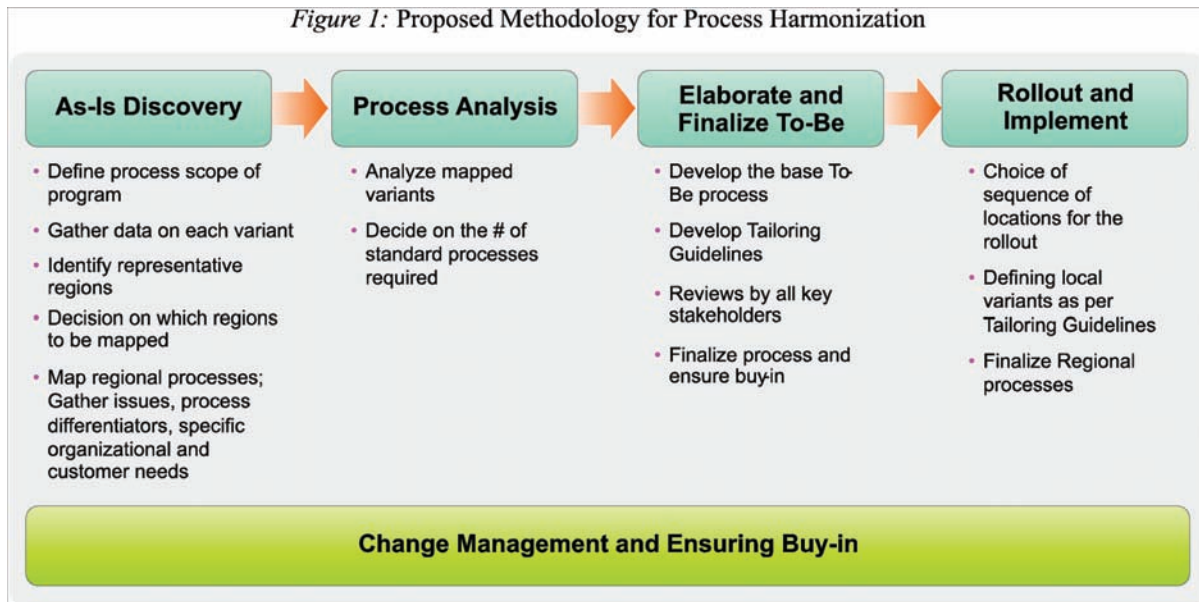 Figure 1: Proposed Methodology for Process Harmonization
As-Is Discovery
• Define process scope of
program
• Gather data on each variant
• Identify representative
regions
• Decision on which regions
to be mapped
• Map regional processes;
Gather issues, process
differentiators, specific
organizational and
customer needs
Process Analysis
• Analyze mapped
variants
• Decide on the # of
standard processes
required
Elaborate and
Finalize To-Be
• Develop the base To-
Be process
• Develop Tailoring
Guidelines
• Reviews by all key
stakeholders
• Finalize process and
ensure buy-in
Rollout and
Implement
• Choice of
sequence of
locations for the
rollout
• Defining local
variants as per
Tailoring Guidelines
• Finalize Regional
processes
Change Management and Ensuring Buy-in